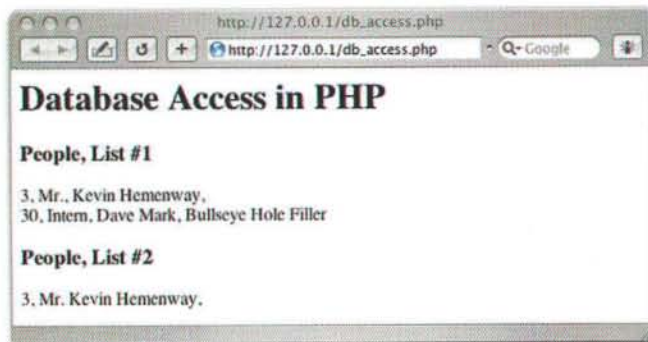 http://127.0.0.1/db_access.php
http://127.0.0.1/db_access.php
Google
Database Access in PHP
People, List #1
3, Mr., Kevin Hemenway,
30, Intern, Dave Mark, Bullseye Hole Filler
People, List #2
3, Mr. Kevin Hemenway,